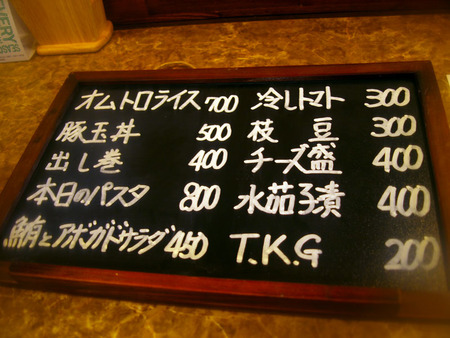 オムトロライス 700
豚玉丼 500
出し巻 400
本日のパスタ 800
鮪とアボガドサラダ 450
冷しトマト 300
枝豆 300
チーズ盛 400
水茄子漬 400
T.K.G 200